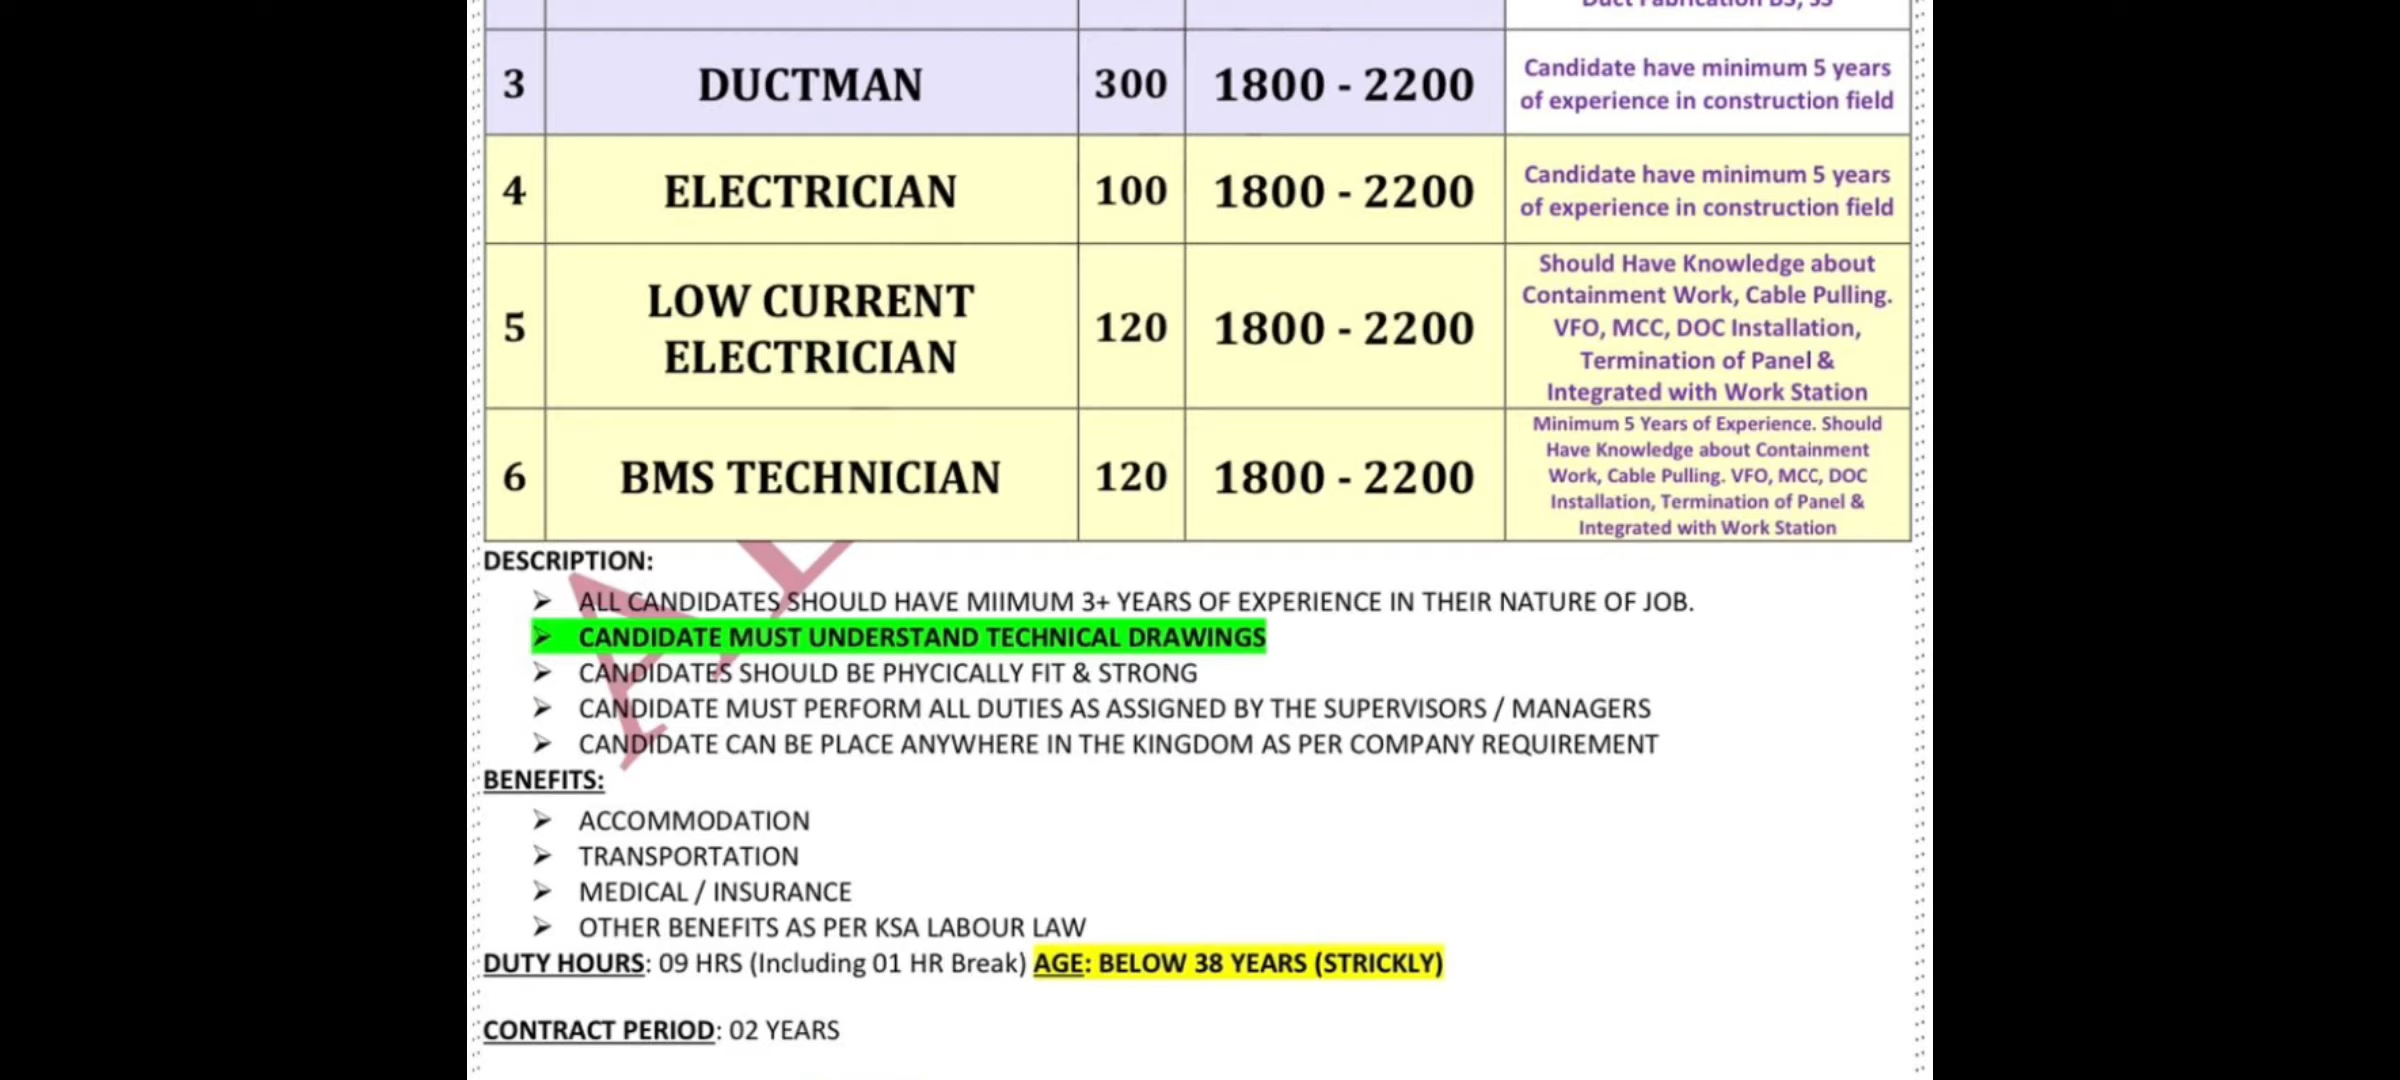 Duct Fabrication BS, SS
3 DUCTMAN 300 1800 - 2200 Candidate have minimum 5 years
of experience in construction field
4 ELECTRICIAN 100 1800 - 2200 Candidate have minimum 5 years
of experience in construction field
5 LOW CURRENT
ELECTRICIAN 120 1800 - 2200 Should Have Knowledge about
Containment Work, Cable Pulling.
VFO, MCC, DOC Installation,
Termination of Panel &
Integrated with Work Station
6 BMS TECHNICIAN 120 1800 - 2200 Minimum 5 Years of Experience. Should
Have Knowledge about Containment
Work, Cable Pulling. VFO, MCC, DOC
Installation, Termination of Panel &
Integrated with Work Station
DESCRIPTION:
➢ ALL CANDIDATES SHOULD HAVE MIIMUM 3+ YEARS OF EXPERIENCE IN THEIR NATURE OF JOB.
➢ CANDIDATE MUST UNDERSTAND TECHNICAL DRAWINGS
➢ CANDIDATES SHOULD BE PHYCICALLY FIT & STRONG
➢ CANDIDATE MUST PERFORM ALL DUTIES AS ASSIGNED BY THE SUPERVISORS / MANAGERS
➢ CANDIDATE CAN BE PLACE ANYWHERE IN THE KINGDOM AS PER COMPANY REQUIREMENT
BENEFITS:
➢ ACCOMMODATION
➢ TRANSPORTATION
➢ MEDICAL / INSURANCE
➢ OTHER BENEFITS AS PER KSA LABOUR LAW
DUTY HOURS: 09 HRS (Including 01 HR Break) AGE: BELOW 38 YEARS (STRICKLY)
CONTRACT PERIOD: 02 YEARS